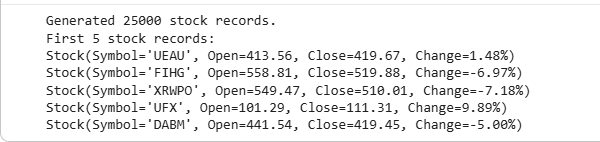 Generated 25000 stock records.
First 5 stock records:
Stock(Symbol='UEAU', Open=413.56, Close=419.67, Change=1.48%)
Stock(Symbol='FIHG', Open=558.81, Close=519.88, Change=-6.97%)
Stock(Symbol='XRWPO', Open=549.47, Close=510.01, Change=-7.18%)
Stock(Symbol='UFX', Open=101.29, Close=111.31, Change=9.89%)
Stock(Symbol='DABM', Open=441.54, Close=419.45, Change=-5.00%)